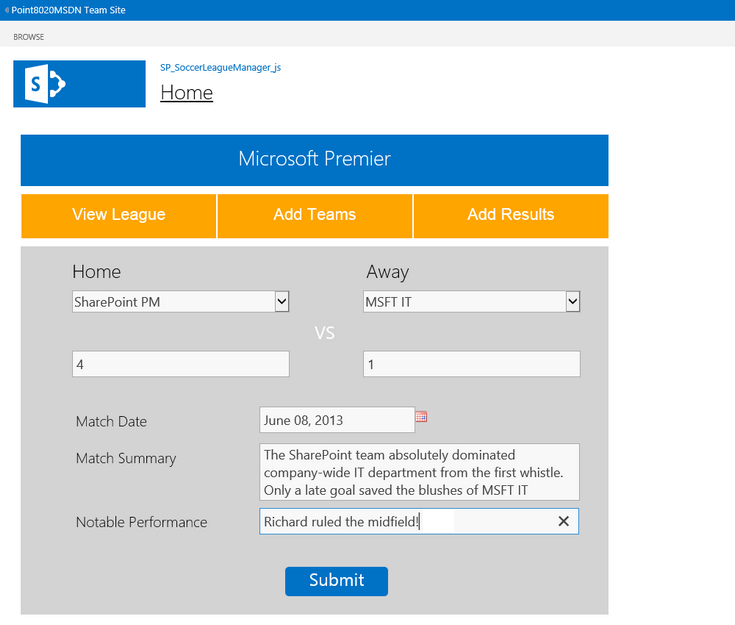 Point8020MSDN Team Site
BROWSE
S
SP_SoccerLeagueManager_js
Home
Microsoft Premier
View League
Add Teams
Add Results
Home
Away
SharePoint PM
MSFT IT
VS
4
1
Match Date
June 08, 2013
Match Summary
The SharePoint team absolutely dominated
company-wide IT department from the first whistle.
Only a late goal saved the blushes of MSFT IT
Notable Performance
Richard ruled the midfield!
Submit